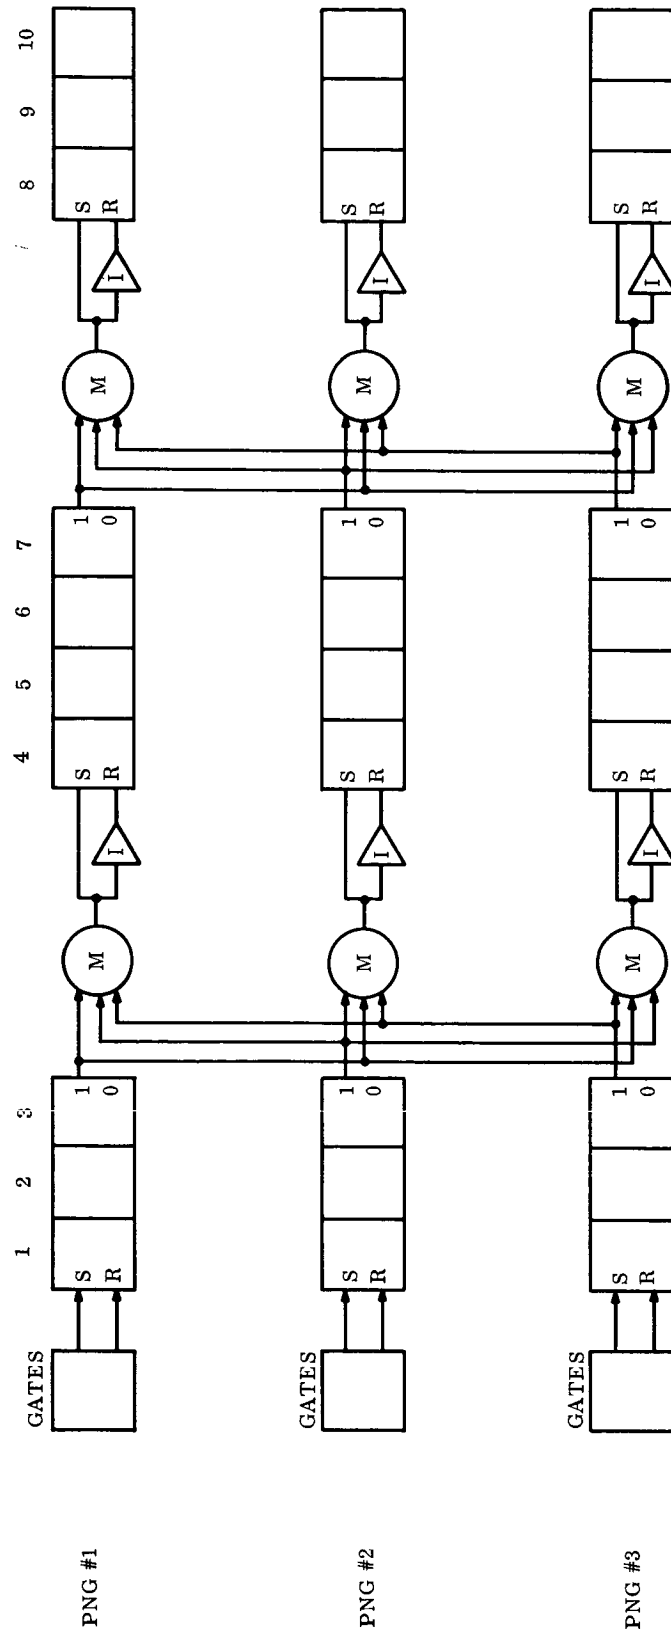 1 2 3 4 5 6 7 8 9 10
GATES
S 1 S 1 S
PNG #1
M M
R 0 R 0 R
I I
GATES
S 1 S 1 S
PNG #2
M M
R 0 R 0 R
I I
GATES
S 1 S 1 S
PNG #3
M M
R 0 R 0 R
I I